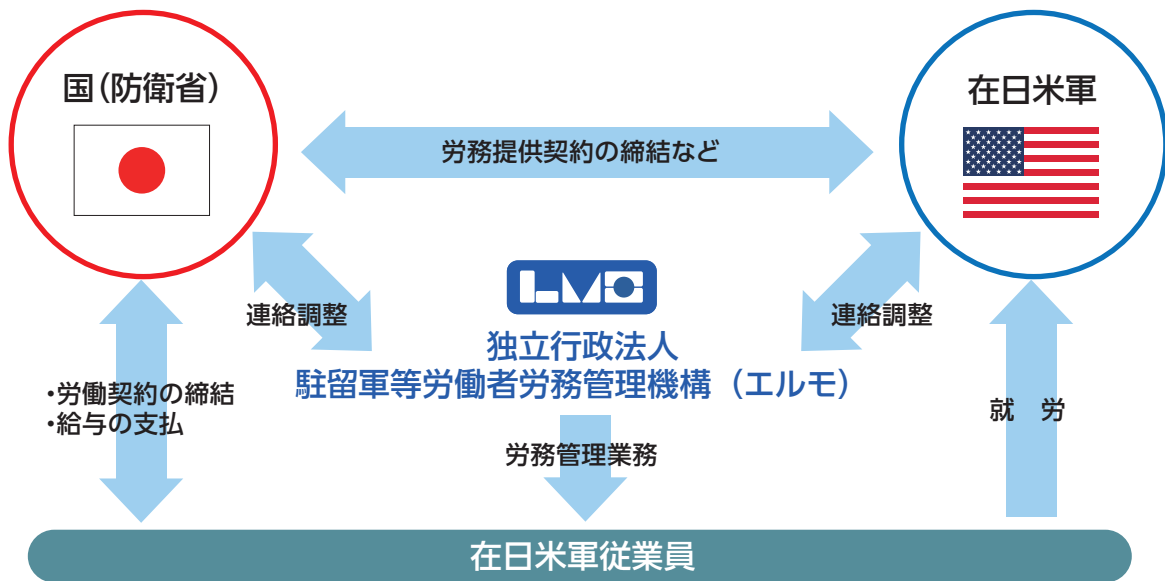 国（防衛省）
在日米軍
労務提供契約の締結など
LMO
連絡調整
連絡調整
独立行政法人
駐留軍等労働者労務管理機構（エルモ）
・労働契約の締結
・給与の支払
就　労
労務管理業務
在日米軍従業員